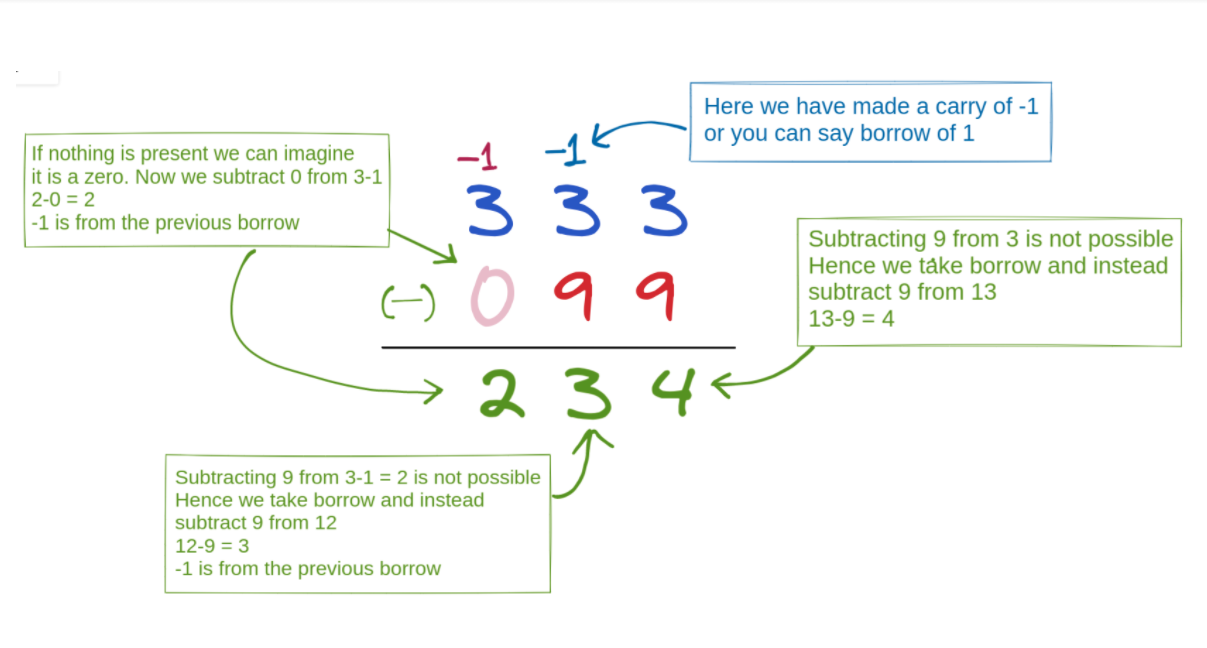 Here we have made a carry of -1
or you can say borrow of 1
If nothing is present we can imagine
it is a zero. Now we subtract 0 from 3-1
2-0 = 2
-1 is from the previous borrow
-1 -1
3 3 3
(-) 0 9 9
2 3 4
Subtracting 9 from 3 is not possible
Hence we take borrow and instead
subtract 9 from 13
13-9 = 4
Subtracting 9 from 3-1 = 2 is not possible
Hence we take borrow and instead
subtract 9 from 12
12-9 = 3
-1 is from the previous borrow